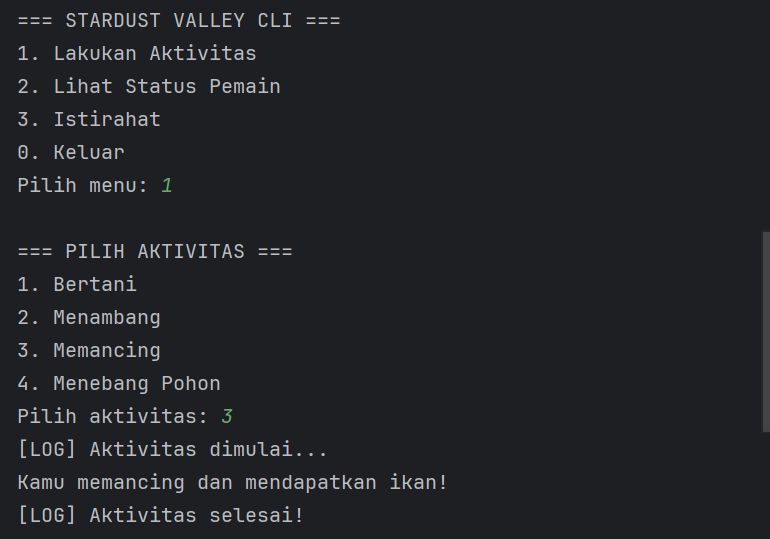 === STARDUST VALLEY CLI ===
1. Lakukan Aktivitas
2. Lihat Status Pemain
3. Istirahat
0. Keluar
Pilih menu: 1
=== PILIH AKTIVITAS ===
1. Bertani
2. Menambang
3. Memancing
4. Menebang Pohon
Pilih aktivitas: 3
[LOG] Aktivitas dimulai...
Kamu memancing dan mendapatkan ikan!
[LOG] Aktivitas selesai!